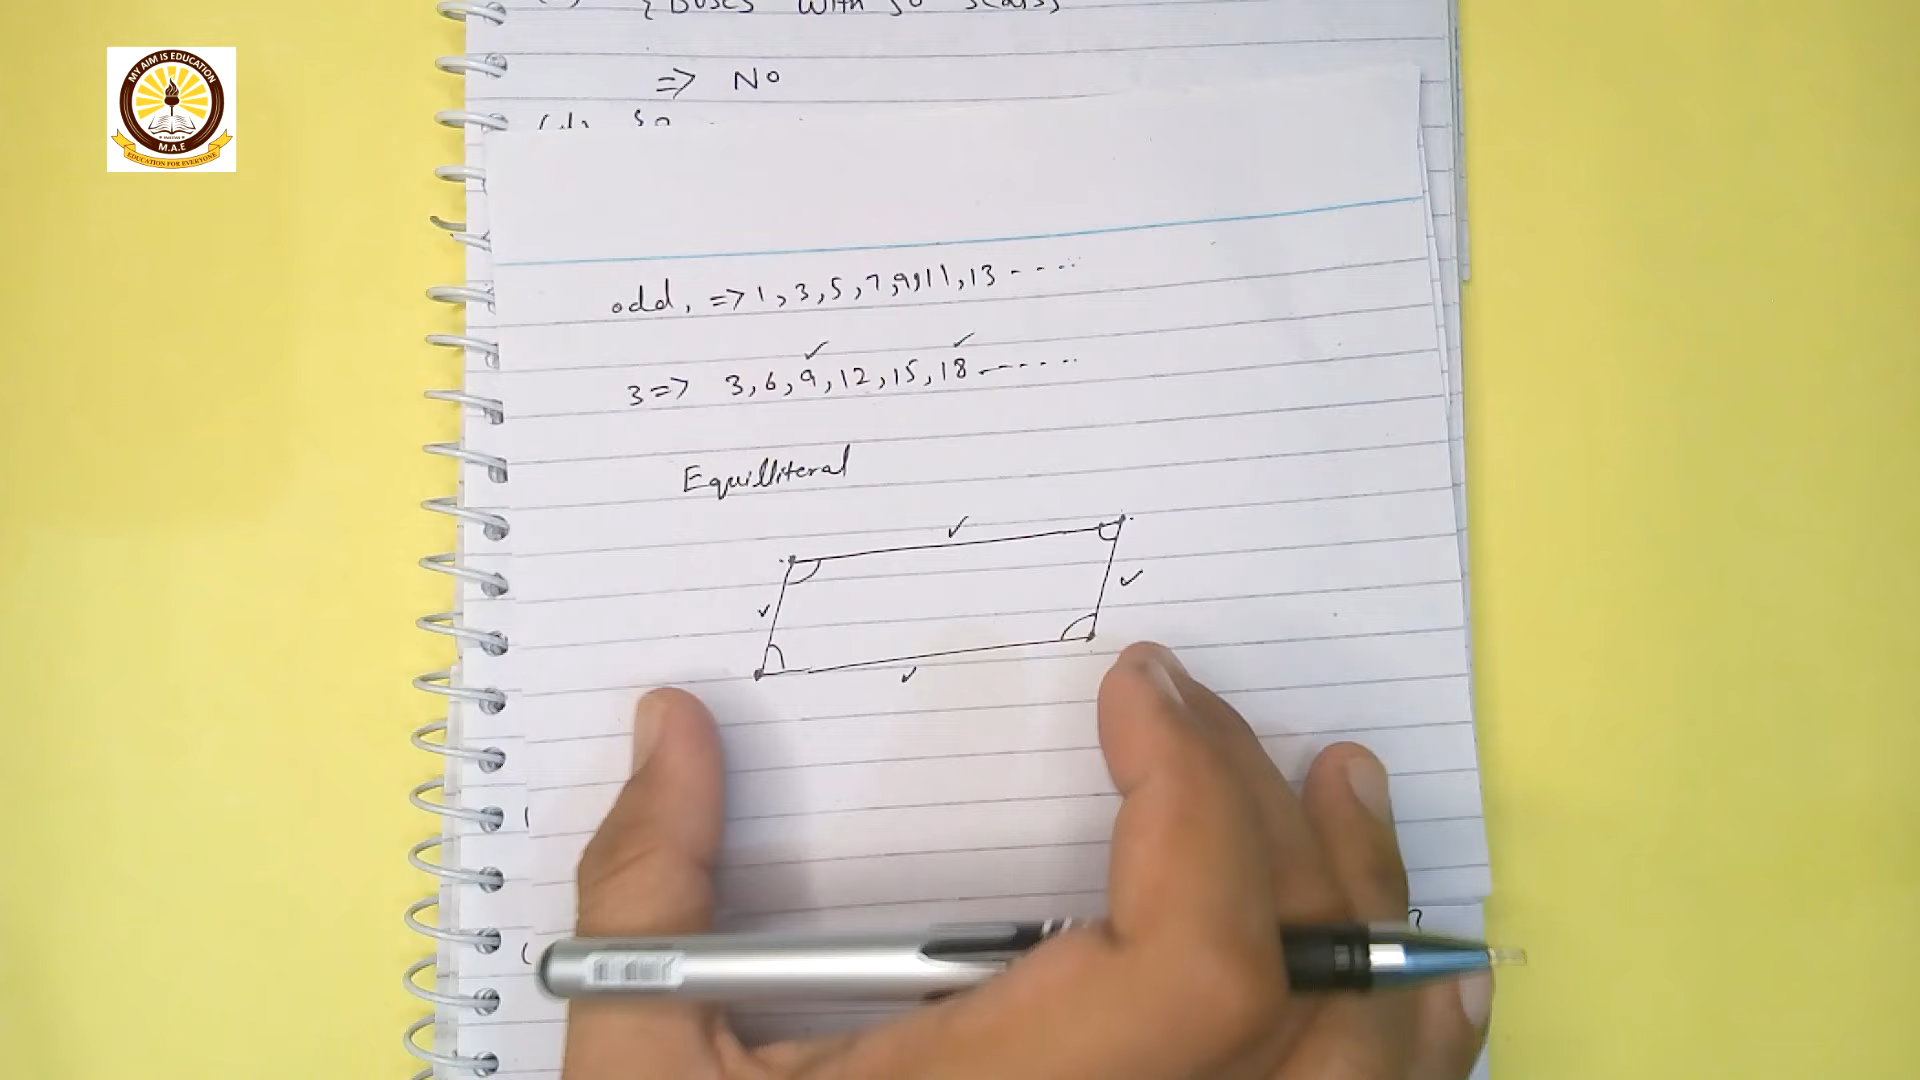 {Buses with 50 seats}
=> No
MY AIM IS EDUCATION
M.A.E
EDUCATION FOR EVERYONE
odd, => 1, 3, 5, 7, 9, 11, 13 - - - -
3 => 3, 6, 9, 12, 15, 18 - - - - - -
Equilliteral